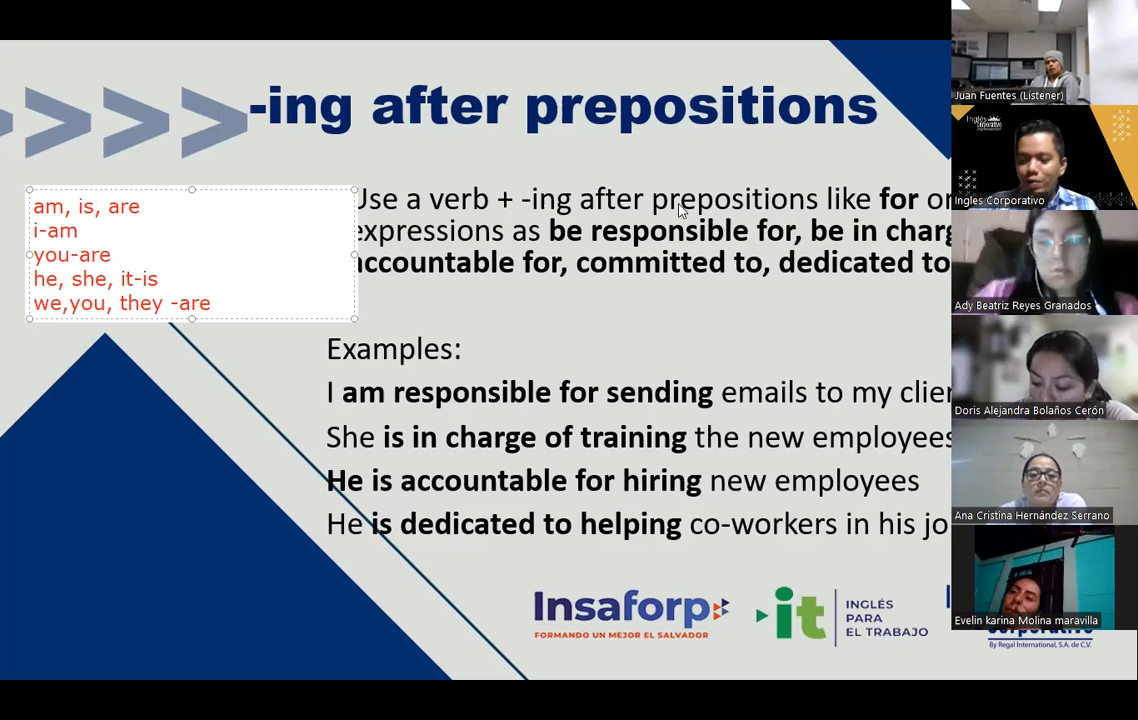 -ing after prepositions
am, is, are
i-am
you-are
he, she, it-is
we,you, they -are
Use a verb + -ing after prepositions like for or
expressions as be responsible for, be in charg
accountable for, committed to, dedicated to
Examples:
I am responsible for sending emails to my clien
She is in charge of training the new employees
He is accountable for hiring new employees
He is dedicated to helping co-workers in his jo
Insaforp
FORMANDO UN MEJOR EL SALVADOR
it
INGLÉS
PARA
EL TRABAJO
Corporativo
By Regal International, S.A. de C.V.
Juan Fuentes (Listener)
Inglés
Corporativo
Ingles Corporativo
Ady Beatriz Reyes Granados
Doris Alejandra Bolaños Cerón
Ana Cristina Hernández Serrano
Evelin karina Molina maravilla